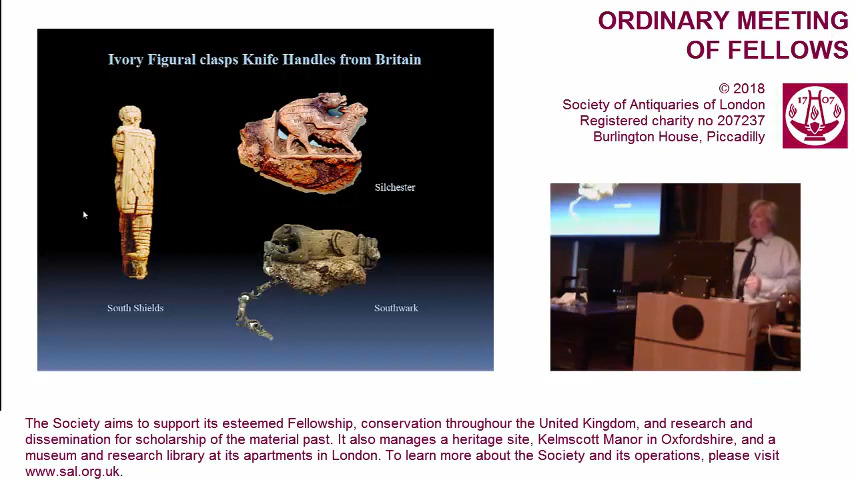 Ivory Figural clasps Knife Handles from Britain
Silchester
South Shields
Southwark
ORDINARY MEETING
OF FELLOWS
© 2018
Society of Antiquaries of London
Registered charity no 207237
Burlington House, Piccadilly
17 07
The Society aims to support its esteemed Fellowship, conservation throughour the United Kingdom, and research and
dissemination for scholarship of the material past. It also manages a heritage site, Kelmscott Manor in Oxfordshire, and a
museum and research library at its apartments in London. To learn more about the Society and its operations, please visit
www.sal.org.uk.